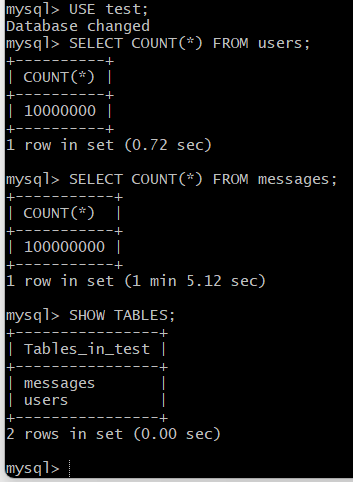 mysql> USE test;
Database changed
mysql> SELECT COUNT(*) FROM users;
+----------+
| COUNT(*) |
+----------+
| 10000000 |
+----------+
1 row in set (0.72 sec)

mysql> SELECT COUNT(*) FROM messages;
+-----------+
| COUNT(*)  |
+-----------+
| 100000000 |
+-----------+
1 row in set (1 min 5.12 sec)

mysql> SHOW TABLES;
+----------------+
| Tables_in_test |
+----------------+
| messages       |
| users          |
+----------------+
2 rows in set (0.00 sec)

mysql>